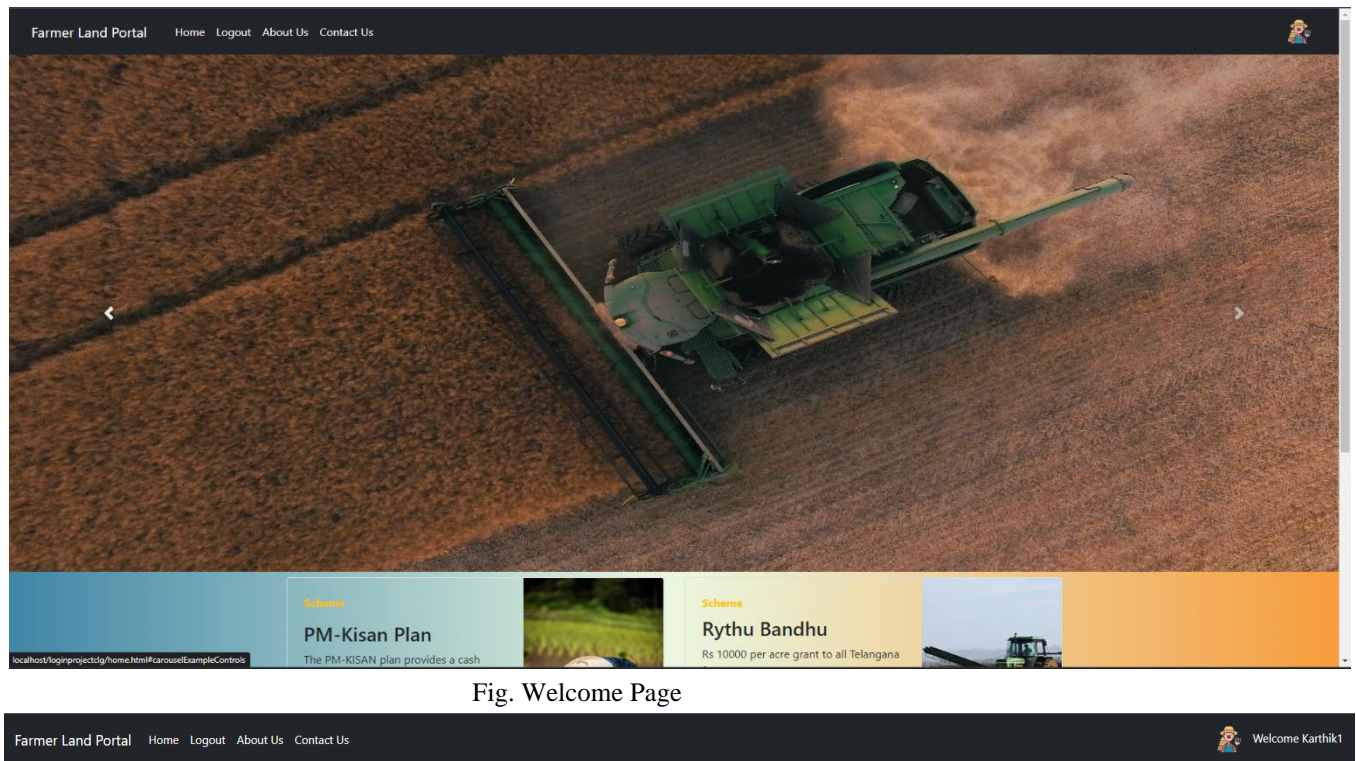 Farmer Land Portal Home Logout About Us Contact Us
Scheme
PM-Kisan Plan
The PM-KISAN plan provides a cash
Scheme
Rythu Bandhu
Rs 10000 per acre grant to all Telangana
localhost/loginprojectclg/home.html#carouselExampleControls
Fig. Welcome Page
Farmer Land Portal Home Logout About Us Contact Us Welcome Karthik1